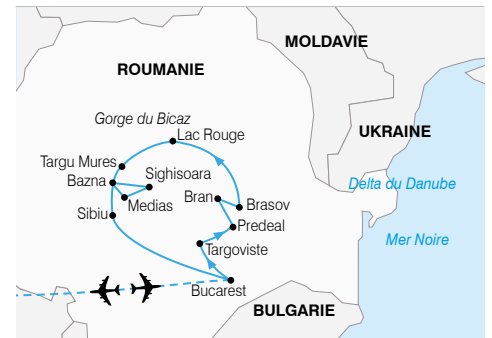 MOLDAVIE
ROUMANIE
Gorge du Bicaz
Lac Rouge
UKRAINE
Targu Mures
Sighisoara
Bazna
Delta du Danube
Bran
Brasov
Medias
Sibiu
Predeal
Mer Noire
Targoviste
Bucarest
BULGARIE